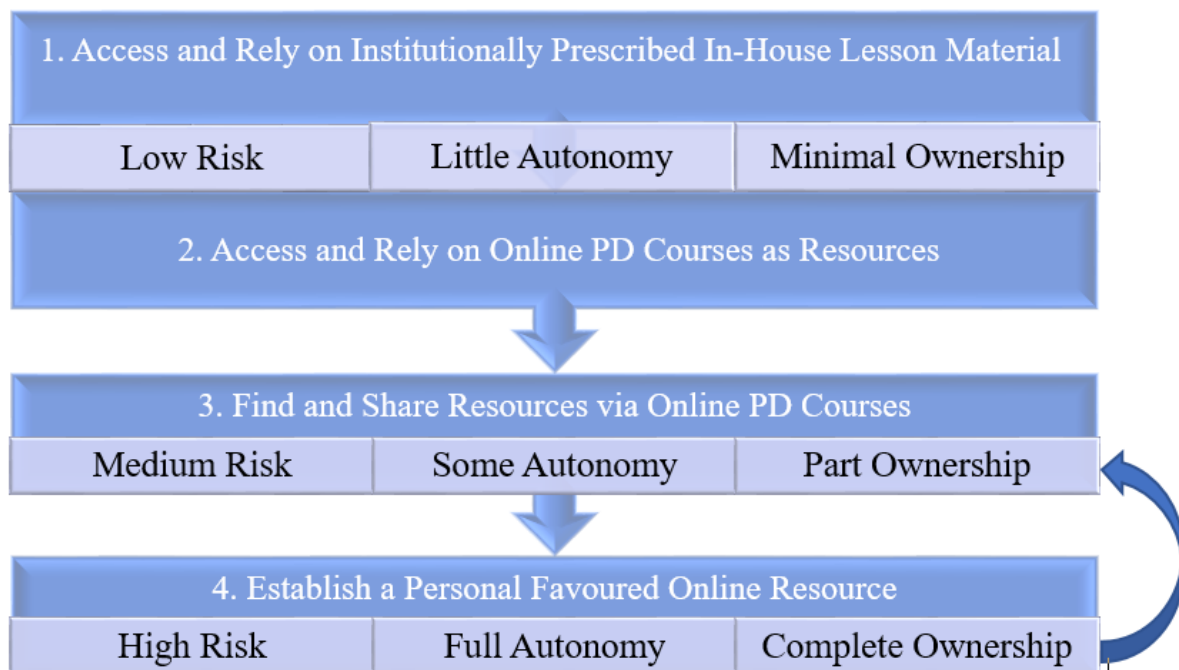 1. Access and Rely on Institutionally Prescribed In-House Lesson Material
Low Risk Little Autonomy Minimal Ownership
2. Access and Rely on Online PD Courses as Resources
3. Find and Share Resources via Online PD Courses
Medium Risk Some Autonomy Part Ownership
4. Establish a Personal Favoured Online Resource
High Risk Full Autonomy Complete Ownership